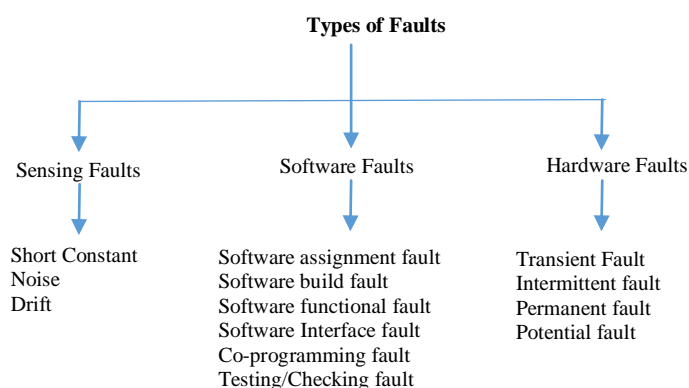 Types of Faults
Sensing Faults
Software Faults
Hardware Faults
Short Constant
Noise
Drift
Software assignment fault
Software build fault
Software functional fault
Software Interface fault
Co-programming fault
Testing/Checking fault
Transient Fault
Intermittent fault
Permanent fault
Potential fault